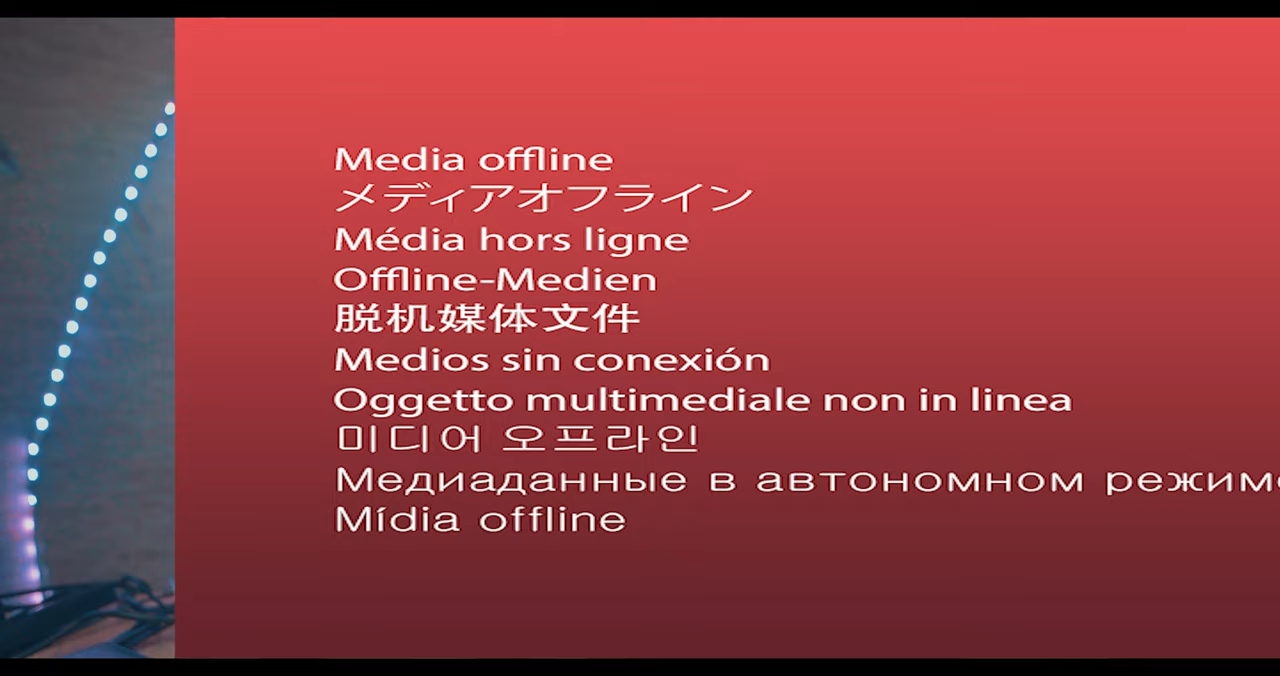 Media offline
メディアオフライン
Média hors ligne
Offline-Medien
脱机媒体文件
Medios sin conexión
Oggetto multimediale non in linea
미디어 오프라인
Медиаданные в автономном режиме
Mídia offline